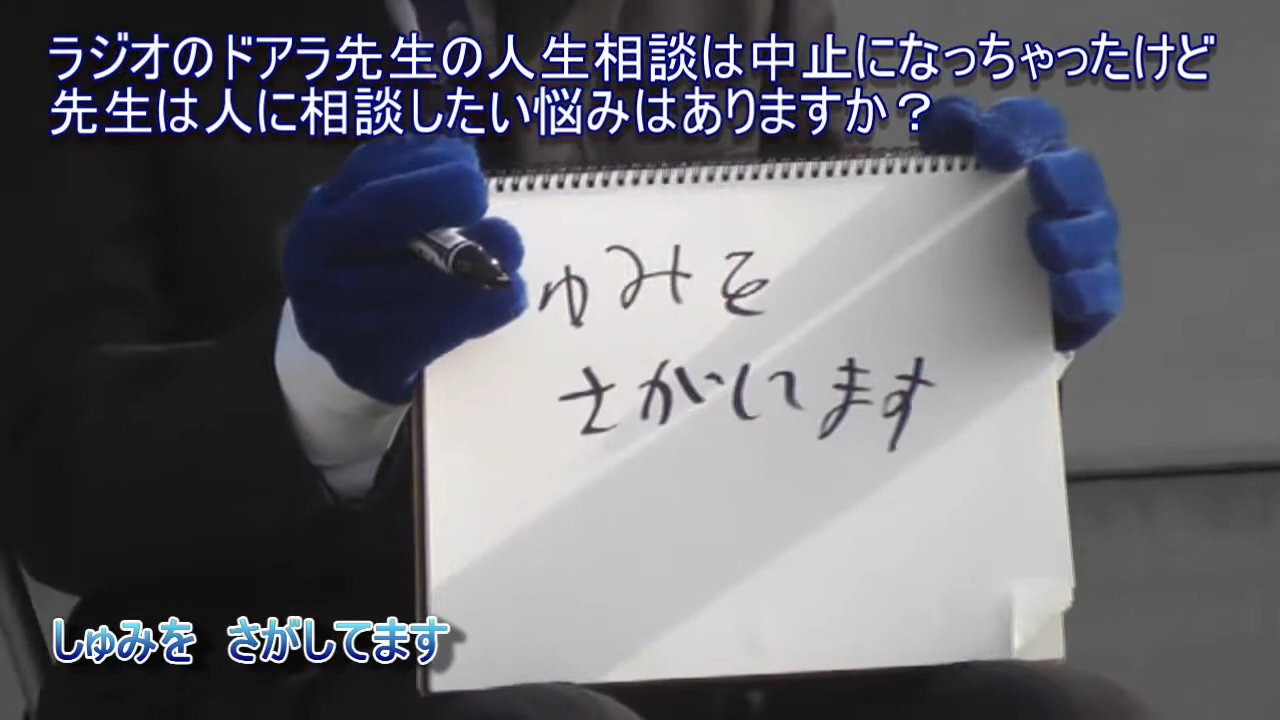 ラジオのドアラ先生の人生相談は中止になっちゃったけど
先生は人に相談したい悩みはありますか？
ゅみを
さがしてます
しゅみを　さがしてます